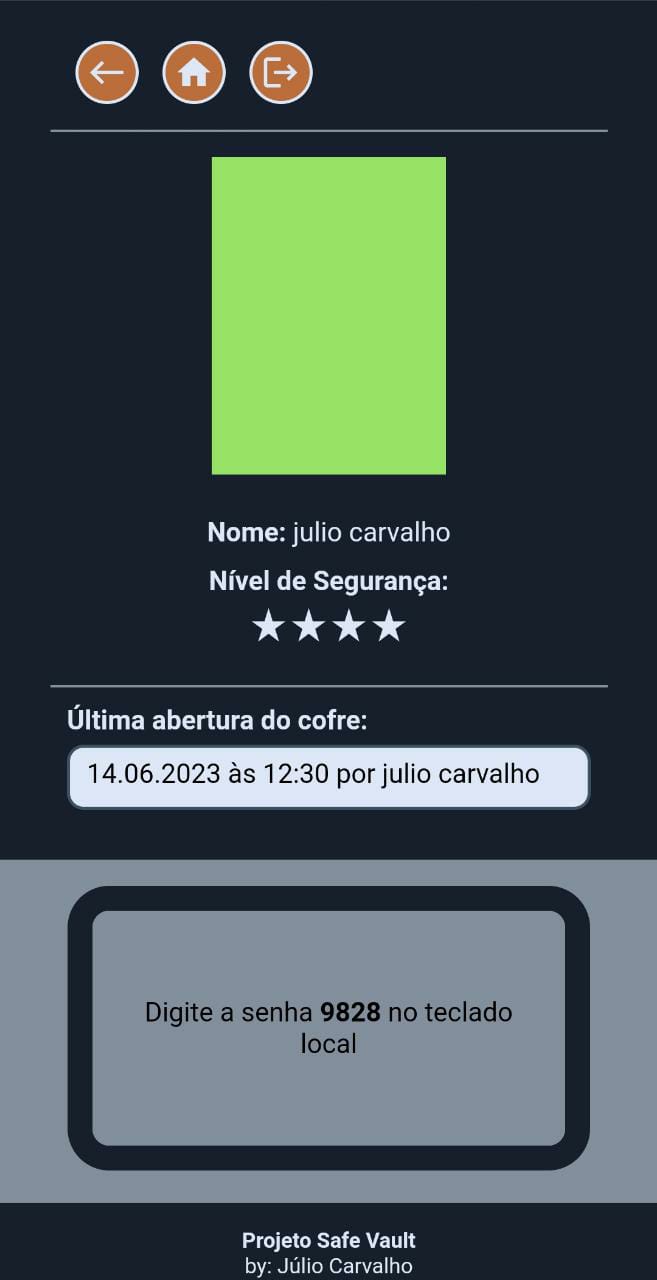 Nome: julio carvalho
Nível de Segurança:
Última abertura do cofre:
14.06.2023 às 12:30 por julio carvalho
Digite a senha 9828 no teclado
local
Projeto Safe Vault
by: Júlio Carvalho